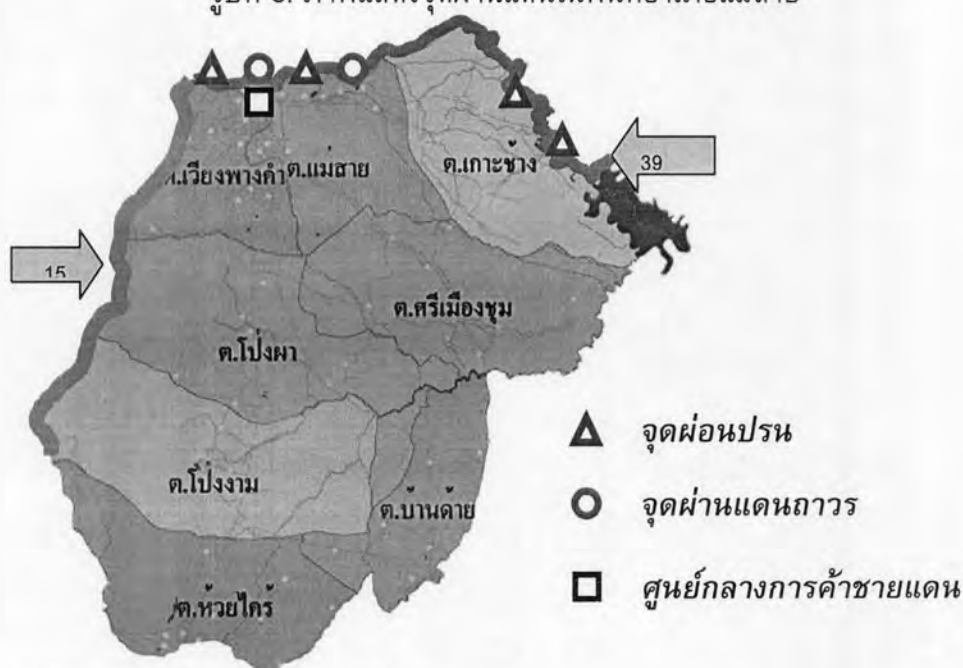 ต.เวียงพางคำ ต.แม่สาย
ต.เกาะช้าง
39
15
ต.ศรีเมืองชุม
ต.โป่งผา
ต.โป่งงาม
ต.บ้านด้าย
ต.ห้วยไคร้
จุดผ่อนปรน
จุดผ่านแดนถาวร
ศูนย์กลางการค้าชายแดน